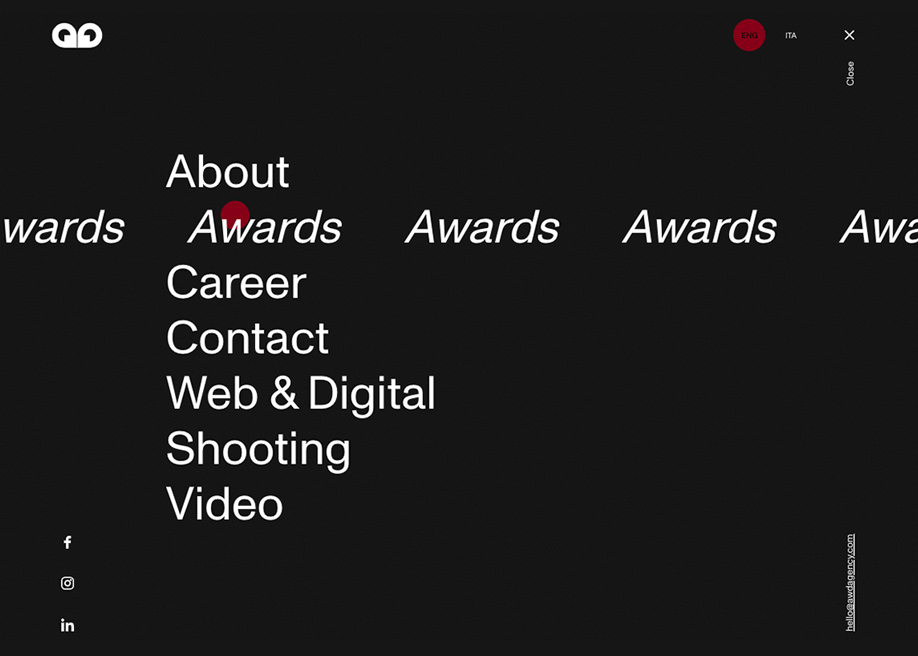 ENG ITA
Close
About
wards Awards Awards Awards Awa
Career
Contact
Web & Digital
Shooting
Video
hello@awdagency.com